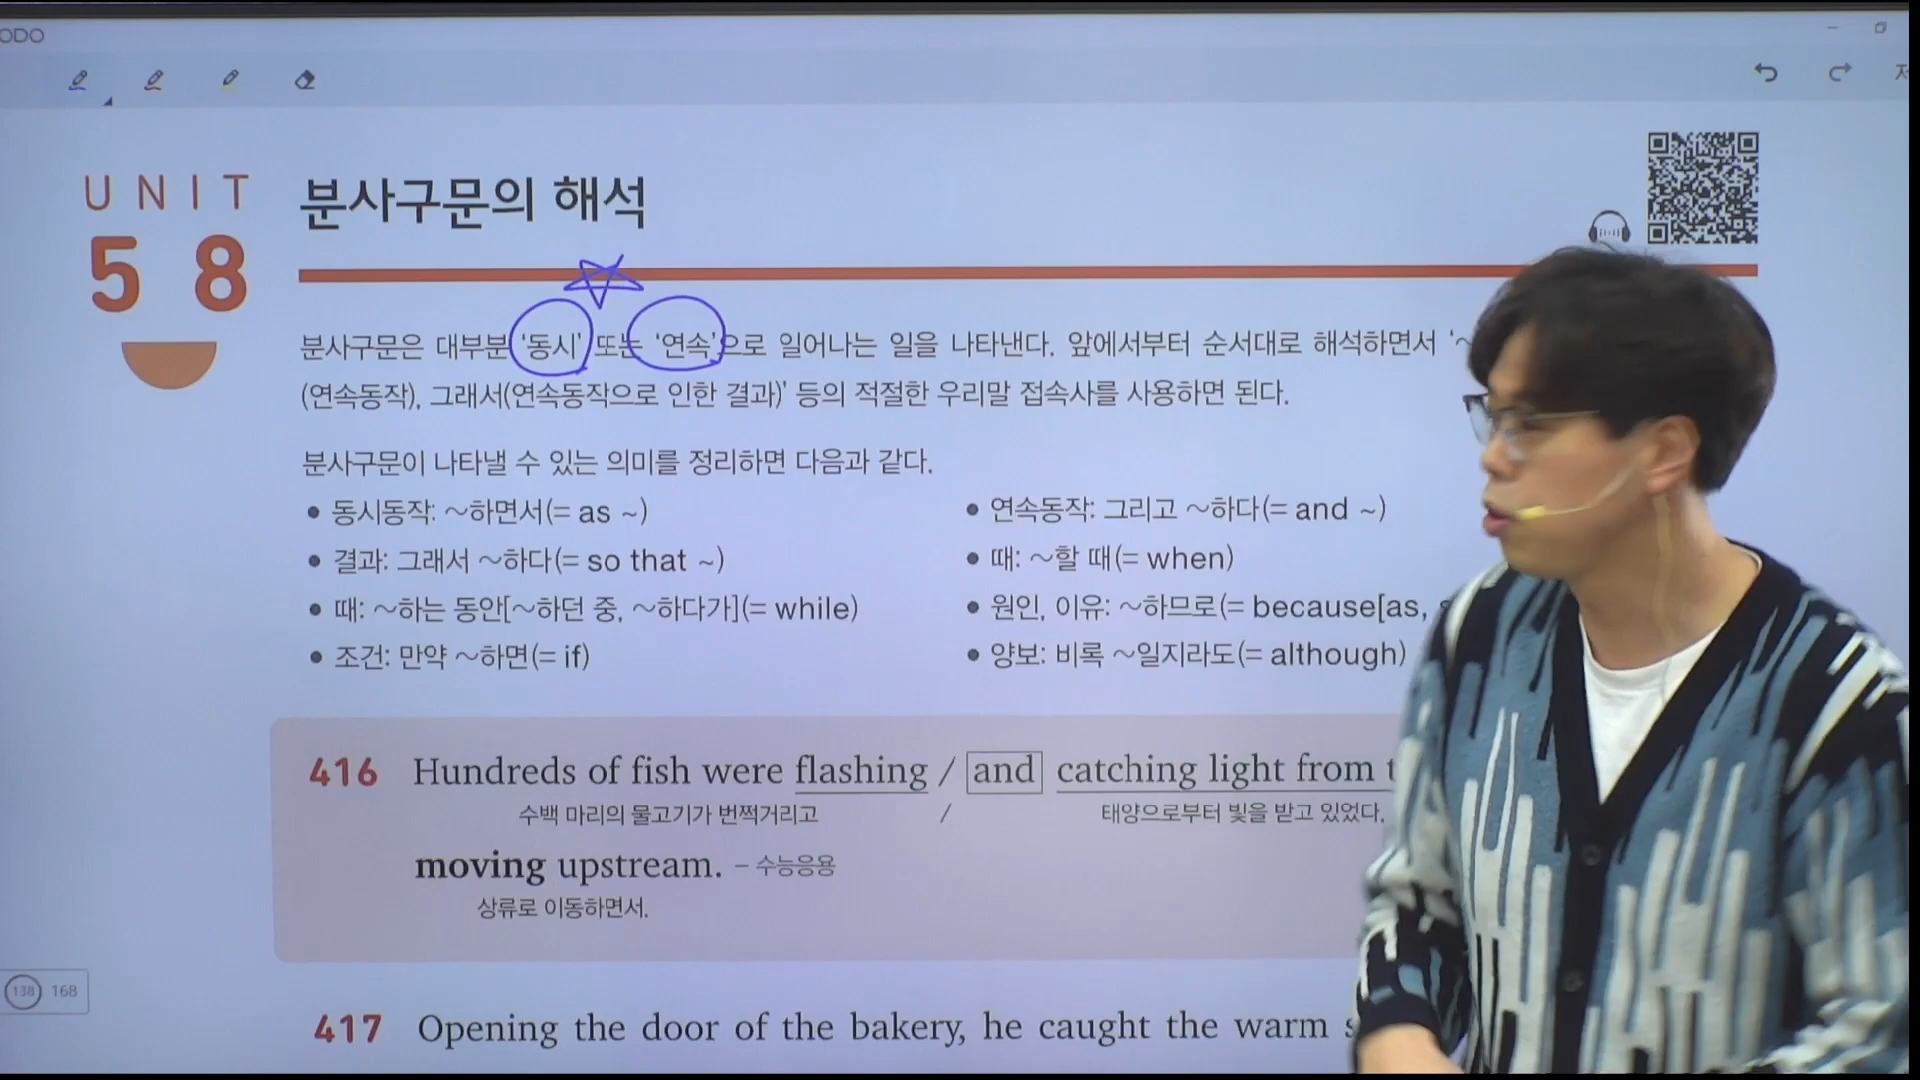 ODO
UNIT
58
분사구문의 해석
분사구문은 대부분 ‘동시’ 또는 ‘연속’으로 일어나는 일을 나타낸다. 앞에서부터 순서대로 해석하면서 ‘~
(연속동작), 그래서(연속동작으로 인한 결과)’ 등의 적절한 우리말 접속사를 사용하면 된다.
분사구문이 나타낼 수 있는 의미를 정리하면 다음과 같다.
• 동시동작: ~하면서(= as ~)
• 연속동작: 그리고 ~하다(= and ~)
• 결과: 그래서 ~하다(= so that ~)
• 때: ~할 때(= when)
• 때: ~하는 동안[~하던 중, ~하다가](= while)
• 원인, 이유: ~하므로(= because[as,
• 조건: 만약 ~하면(= if)
• 양보: 비록 ~일지라도(= although)
416 Hundreds of fish were flashing / and catching light from
수백 마리의 물고기가 번쩍거리고 / 태양으로부터 빛을 받고 있었다,
moving upstream. – 수능응용
상류로 이동하면서.
138 168
417 Opening the door of the bakery, he caught the warm